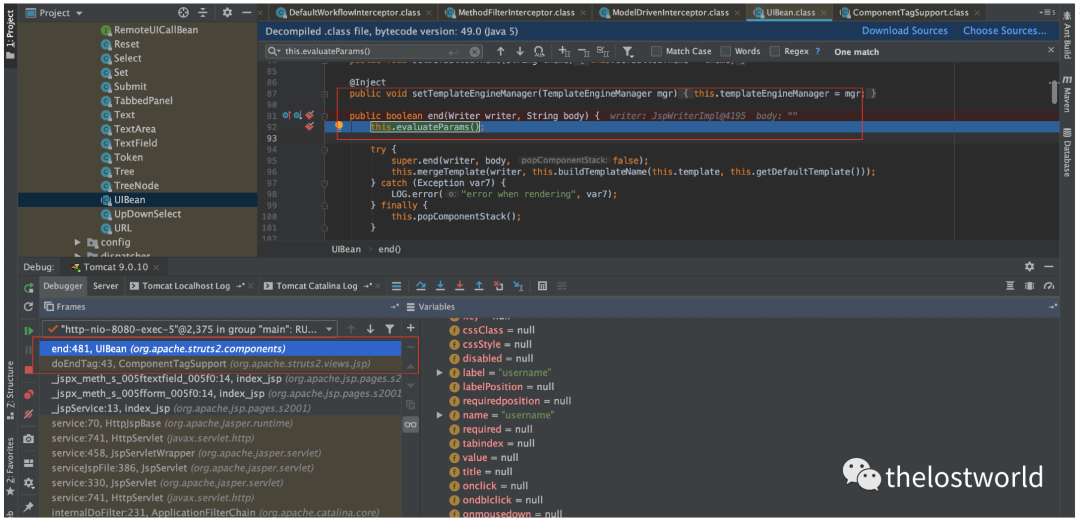 1: Project
Project
DefaultWorkflowInterceptor.class
MethodFilterInterceptor.class
ModelDrivenInterceptor.class
UIBean.class
ComponentTagSupport.class
RemoteUICallBean
Reset
Select
Set
Submit
TabbedPanel
Text
TextArea
TextField
Token
Tree
TreeNode
UIBean
UpDownSelect
URL
config
dispatcher
Decompiled .class file, bytecode version: 49.0 (Java 5)
Download Sources
Choose Sources...
this.evaluateParams()
Match Case
Words
Regex
?
One match
85
86 @Inject
87 public void setTemplateEngineManager(TemplateEngineManager mgr) { this.templateEngineManager = mgr; }
90
91 public boolean end(Writer writer, String body) { writer: JspWriterImpl@4195 body: ""
92 this.evaluateParams();
93
94 try {
95 super.end(writer, body, popComponentStack: false);
96 this.mergeTemplate(writer, this.buildTemplateName(this.template, this.getDefaultTemplate()));
97 } catch (Exception var7) {
98 LOG.error( o: "error when rendering", var7);
99 } finally {
100 this.popComponentStack();
101 }
102
UIBean
end()
Ant Build
Maven
Database
Debug:
Tomcat 9.0.10
Debugger
Server
Tomcat Localhost Log
Tomcat Catalina Log
Frames
Variables
"http-nio-8080-exec-5"@2,375 in group "main": RU...
end:481, UIBean (org.apache.struts2.components)
doEndTag:43, ComponentTagSupport (org.apache.struts2.views.jsp)
_jspx_meth_s_005ftextfield_005f0:14, index_jsp (org.apache.jsp.pages.s2
_jspx_meth_s_005fform_005f0:14, index_jsp (org.apache.jsp.pages.s2001
_jspService:13, index_jsp (org.apache.jsp.pages.s2001)
service:70, HttpJspBase (org.apache.jasper.runtime)
service:741, HttpServlet (javax.servlet.http)
service:458, JspServletWrapper (org.apache.jasper.servlet)
serviceJspFile:386, JspServlet (org.apache.jasper.servlet)
service:330, JspServlet (org.apache.jasper.servlet)
service:741, HttpServlet (javax.servlet.http)
internalDoFilter:231, ApplicationFilterChain (org.apache.catalina.core)
key = null
cssClass = null
cssStyle = null
disabled = null
label = "username"
labelPosition = null
requiredposition = null
name = "username"
required = null
tabindex = null
value = null
title = null
onclick = null
ondblclick = null
onmousedown = null
Z: Structure
2: Favorites
thelostworld